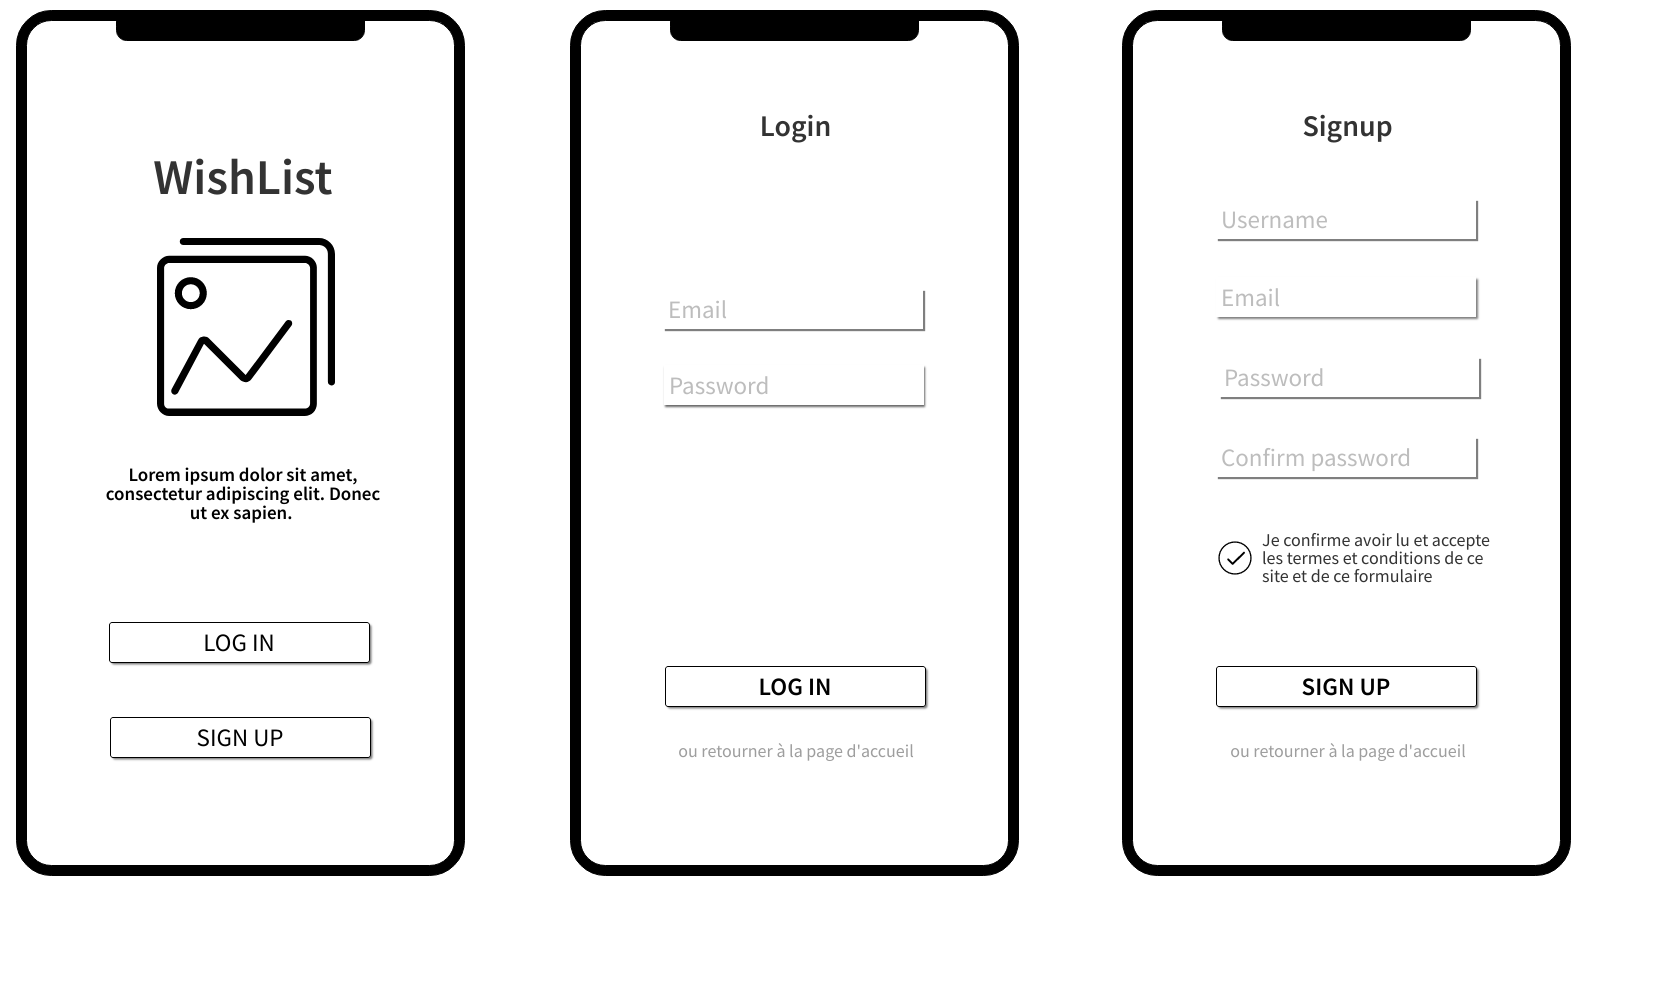 WishList
Lorem ipsum dolor sit amet,
consectetur adipiscing elit. Donec
ut ex sapien.
LOG IN
SIGN UP
Login
Email
Password
LOG IN
ou retourner à la page d'accueil
Signup
Username
Email
Password
Confirm password
Je confirme avoir lu et accepte
les termes et conditions de ce
site et de ce formulaire
SIGN UP
ou retourner à la page d'accueil